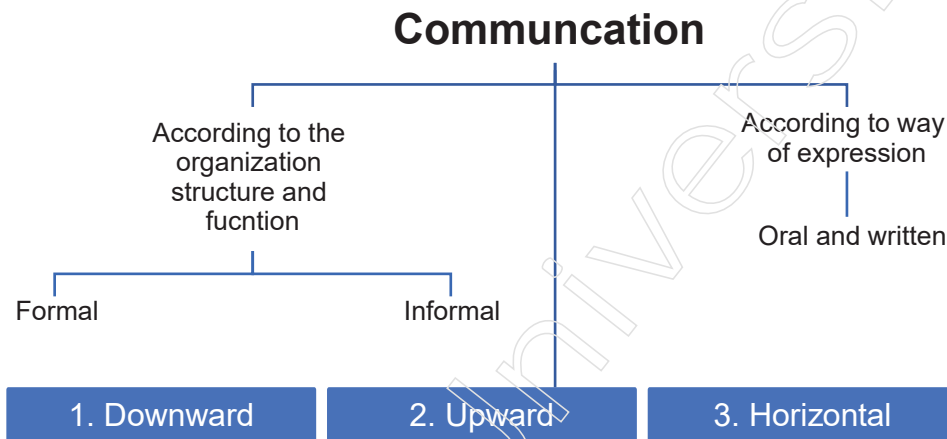 Communcation
According to the
organization
structure and
fucntion
According to way
of expression
Oral and written
Formal
Informal
1. Downward
2. Upward
3. Horizontal